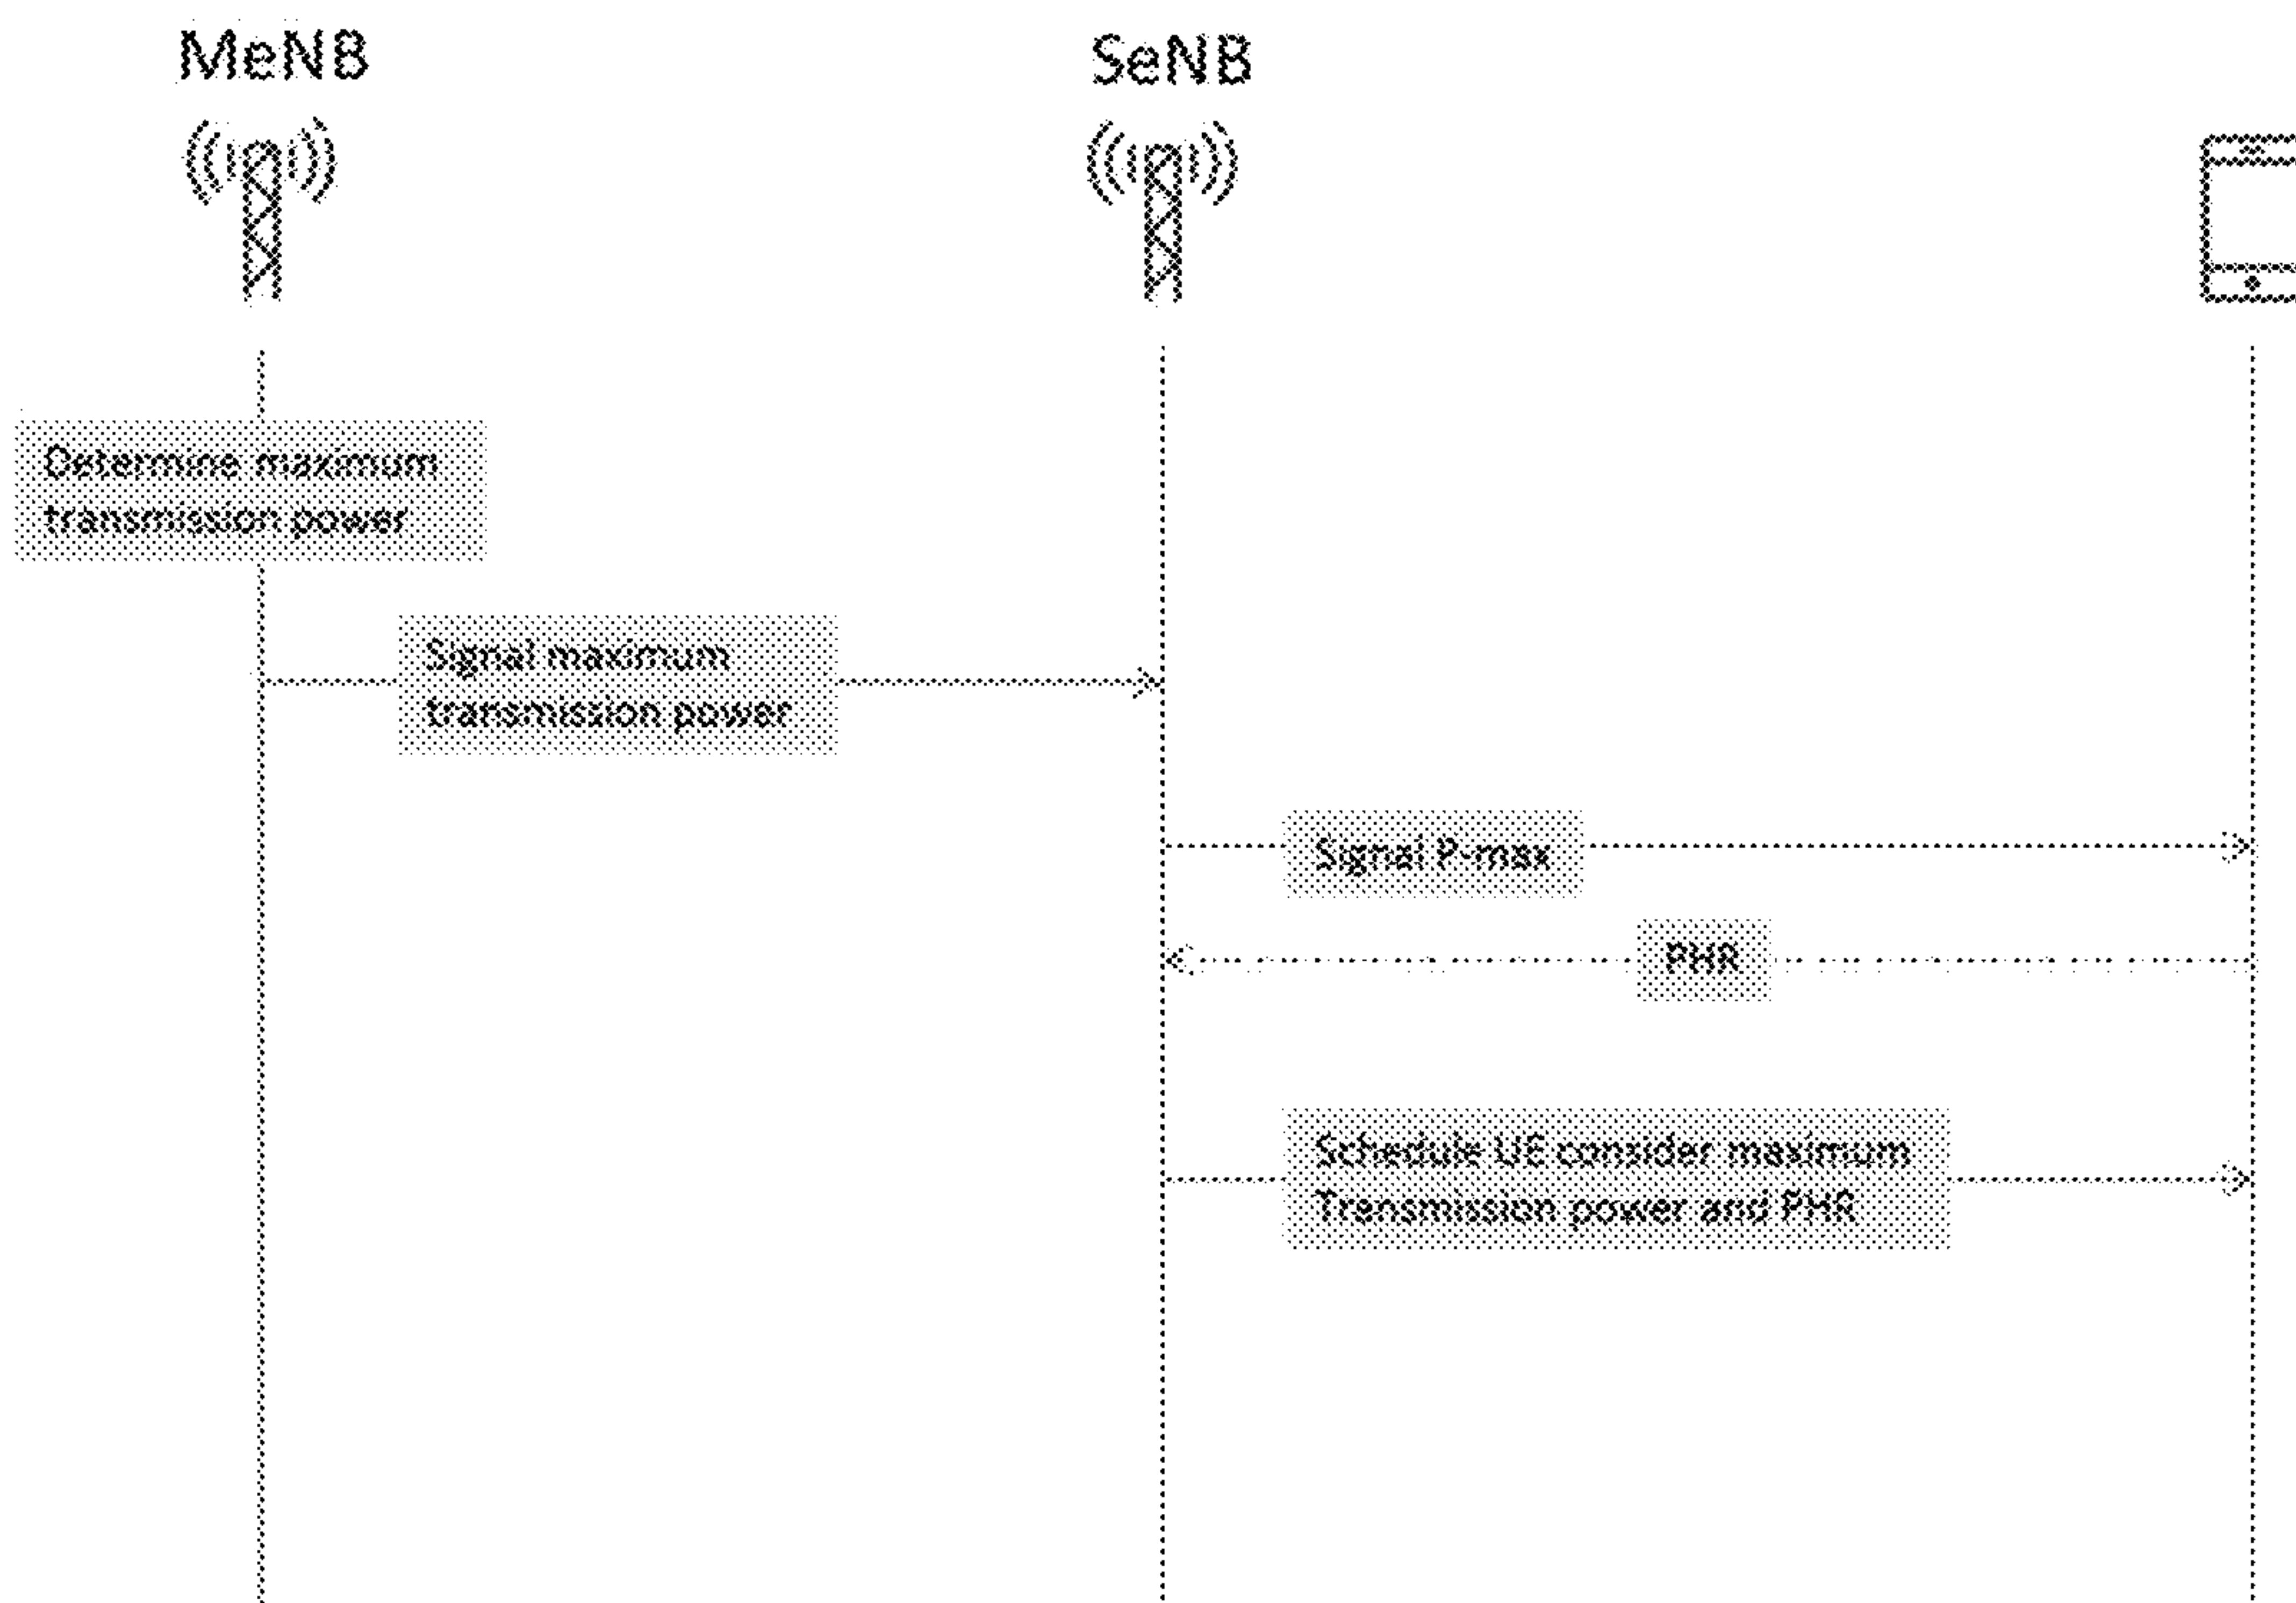 MeNB
SeNB
Determine maximum
transmission power
Signal maximum
transmission power
Signal P-max
PHR
Schedule UE consider maximum
Transmission power and PHR